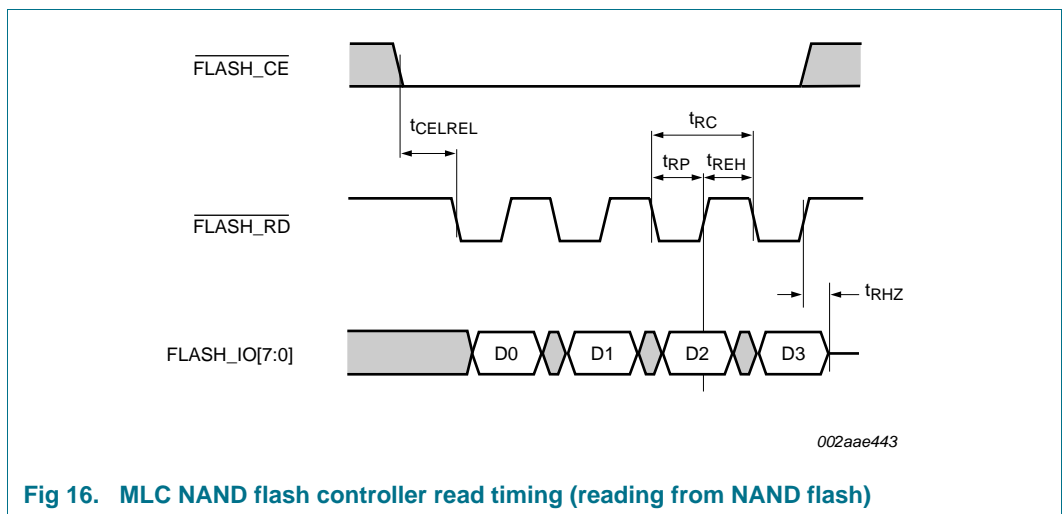 FLASH_CE
tCELREL
tRC
tRP
tREH
FLASH_RD
tRHZ
FLASH_IO[7:0]
D0
D1
D2
D3
002aae443
Fig 16. MLC NAND flash controller read timing (reading from NAND flash)